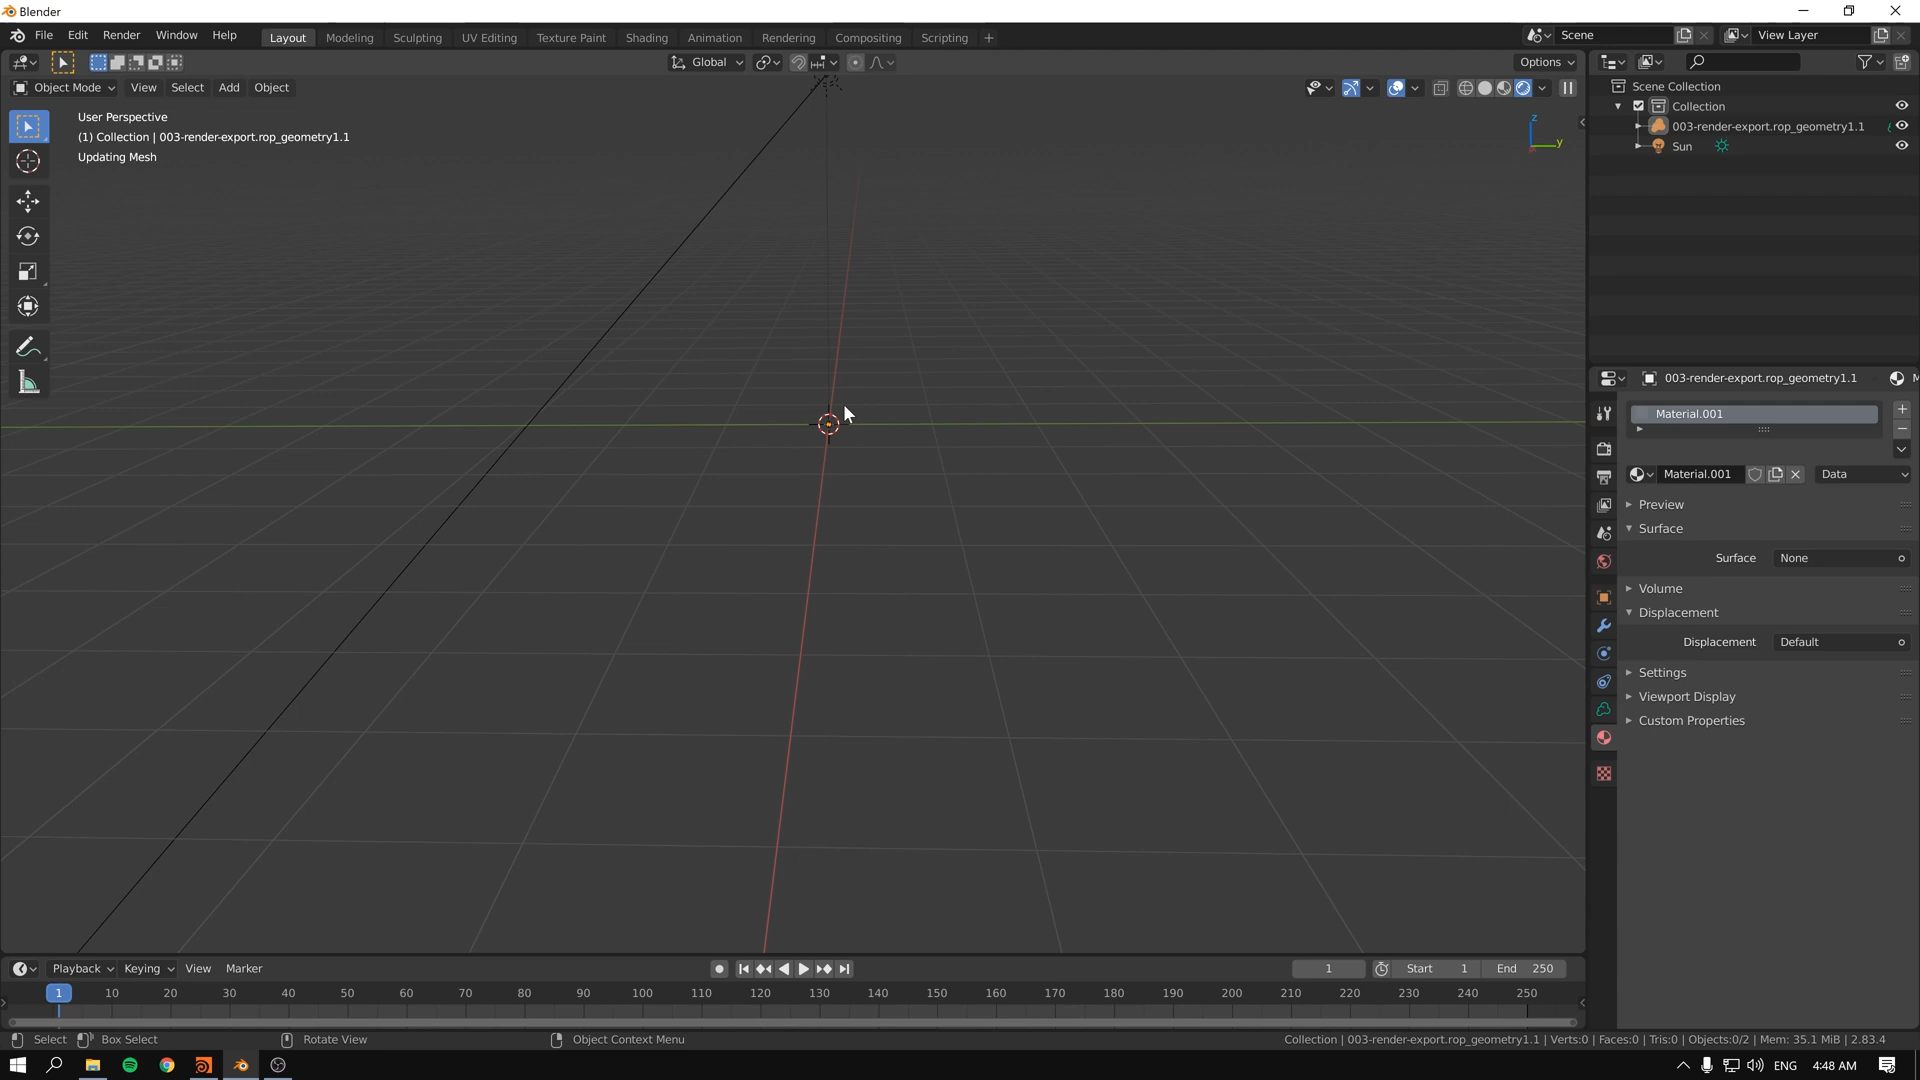 Blender
File Edit Render Window Help Layout Modeling Sculpting UV Editing Texture Paint Shading Animation Rendering Compositing Scripting + Scene View Layer
Global Options
Object Mode View Select Add Object
User Perspective
(1) Collection | 003-render-export.rop_geometry1.1
Updating Mesh
z
y
Scene Collection
Collection
003-render-export.rop_geometry1.1
Sun
003-render-export.rop_geometry1.1 M
Material.001
Material.001 Data
Preview
Surface
Surface None
Volume
Displacement
Displacement Default
Settings
Viewport Display
Custom Properties
Playback Keying View Marker 1 Start 1 End 250
1 10 20 30 40 50 60 70 80 90 100 110 120 130 140 150 160 170 180 190 200 210 220 230 240 250
Select Box Select Rotate View Object Context Menu Collection | 003-render-export.rop_geometry1.1 | Verts:0 | Faces:0 | Tris:0 | Objects:0/2 | Mem: 35.1 MiB | 2.83.4
ENG 4:48 AM